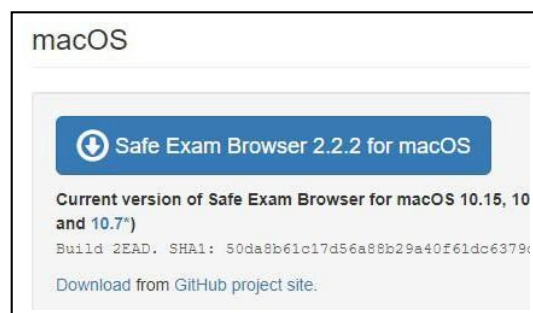 macOS
Safe Exam Browser 2.2.2 for macOS
Current version of Safe Exam Browser for macOS 10.15, 10
and 10.7*)
Build 2EAD. SHA1: 50da8b61c17d56a88b29a40f61dc6379
Download from GitHub project site.